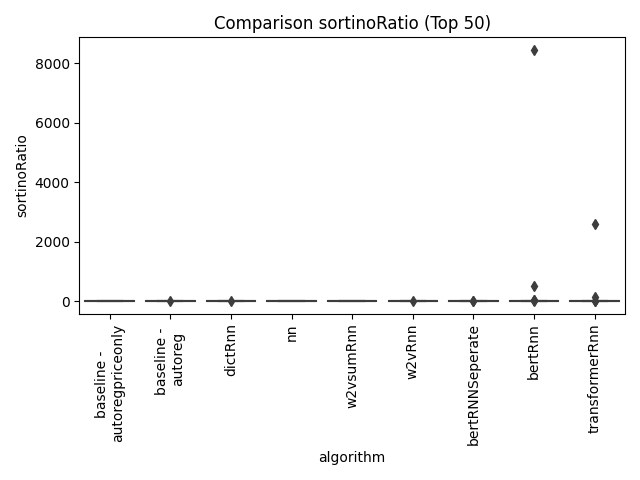 Comparison sortinoRatio (Top 50)
sortinoRatio
8000
6000
4000
2000
0
baseline -
autoregpriceonly
baseline -
autoreg
dictRnn
nn
w2vsumRnn
w2vRnn
bertRNNSeperate
bertRnn
transformerRnn
algorithm